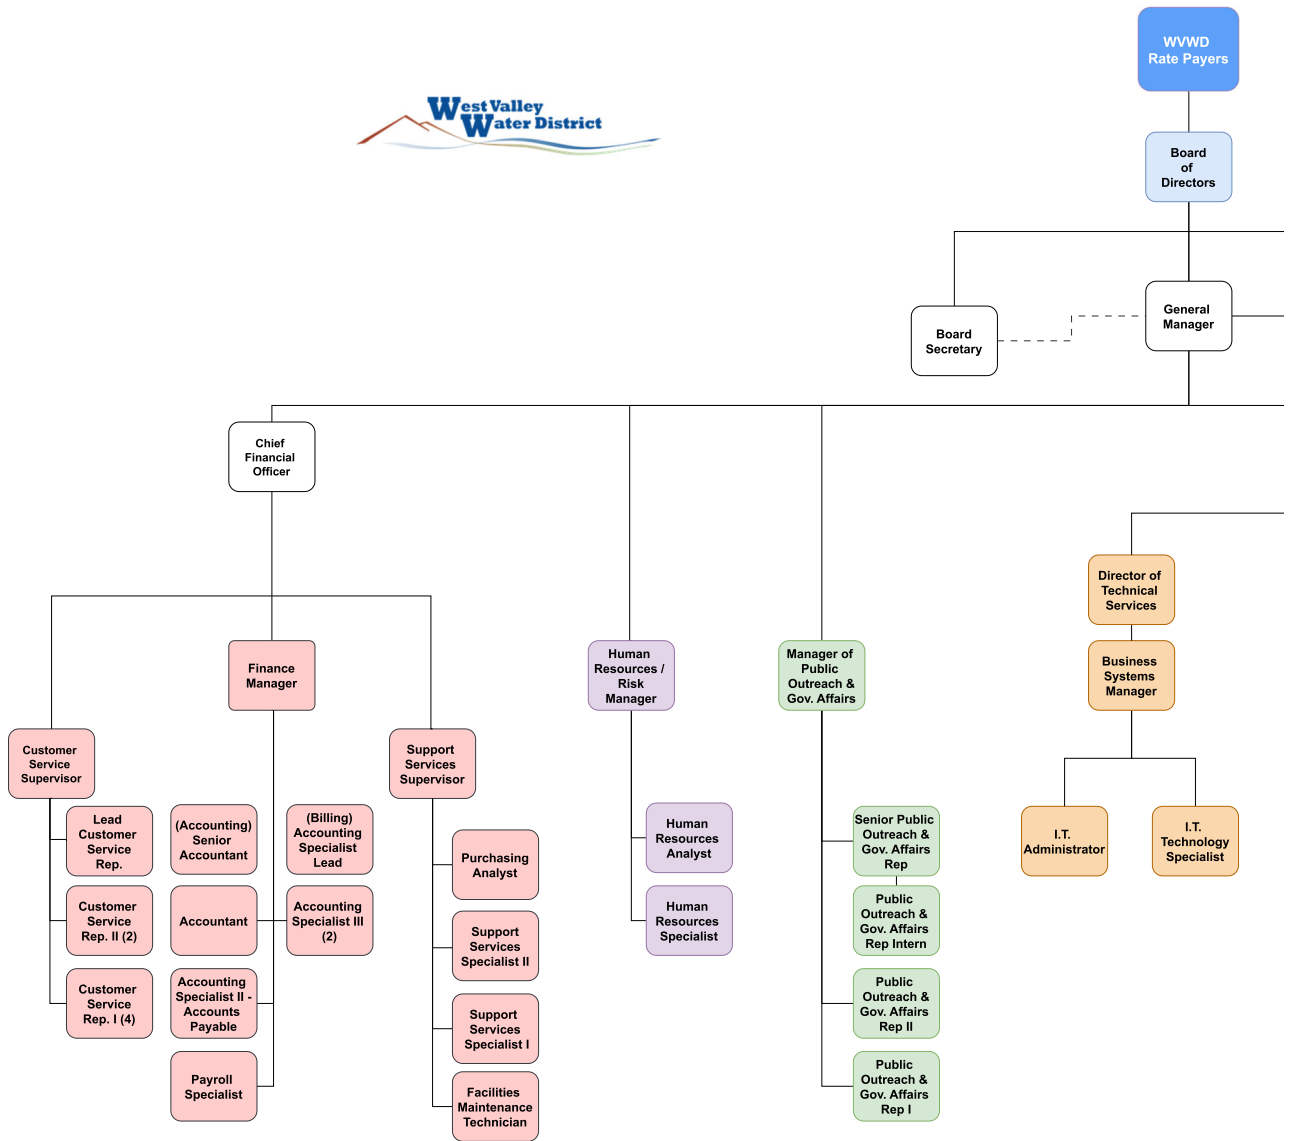 WVWD
Rate Payers
West Valley
Water District
Board
of
Directors
General
Manager
Board
Secretary
Chief
Financial
Officer
Director of
Technical
Services
Finance
Manager
Human
Resources /
Risk
Manager
Manager of
Public
Outreach &
Gov. Affairs
Business
Systems
Manager
Customer
Service
Supervisor
Support
Services
Supervisor
Lead
Customer
Service
Rep.
(Accounting)
Senior
Accountant
(Billing)
Accounting
Specialist
Lead
Purchasing
Analyst
Human
Resources
Analyst
Senior Public
Outreach &
Gov. Affairs
Rep
I.T.
Administrator
I.T.
Technology
Specialist
Customer
Service
Rep. II (2)
Accountant
Accounting
Specialist III
(2)
Support
Services
Specialist II
Human
Resources
Specialist
Public
Outreach &
Gov. Affairs
Rep Intern
Customer
Service
Rep. I (4)
Accounting
Specialist II -
Accounts
Payable
Support
Services
Specialist I
Public
Outreach &
Gov. Affairs
Rep II
Payroll
Specialist
Facilities
Maintenance
Technician
Public
Outreach &
Gov. Affairs
Rep I